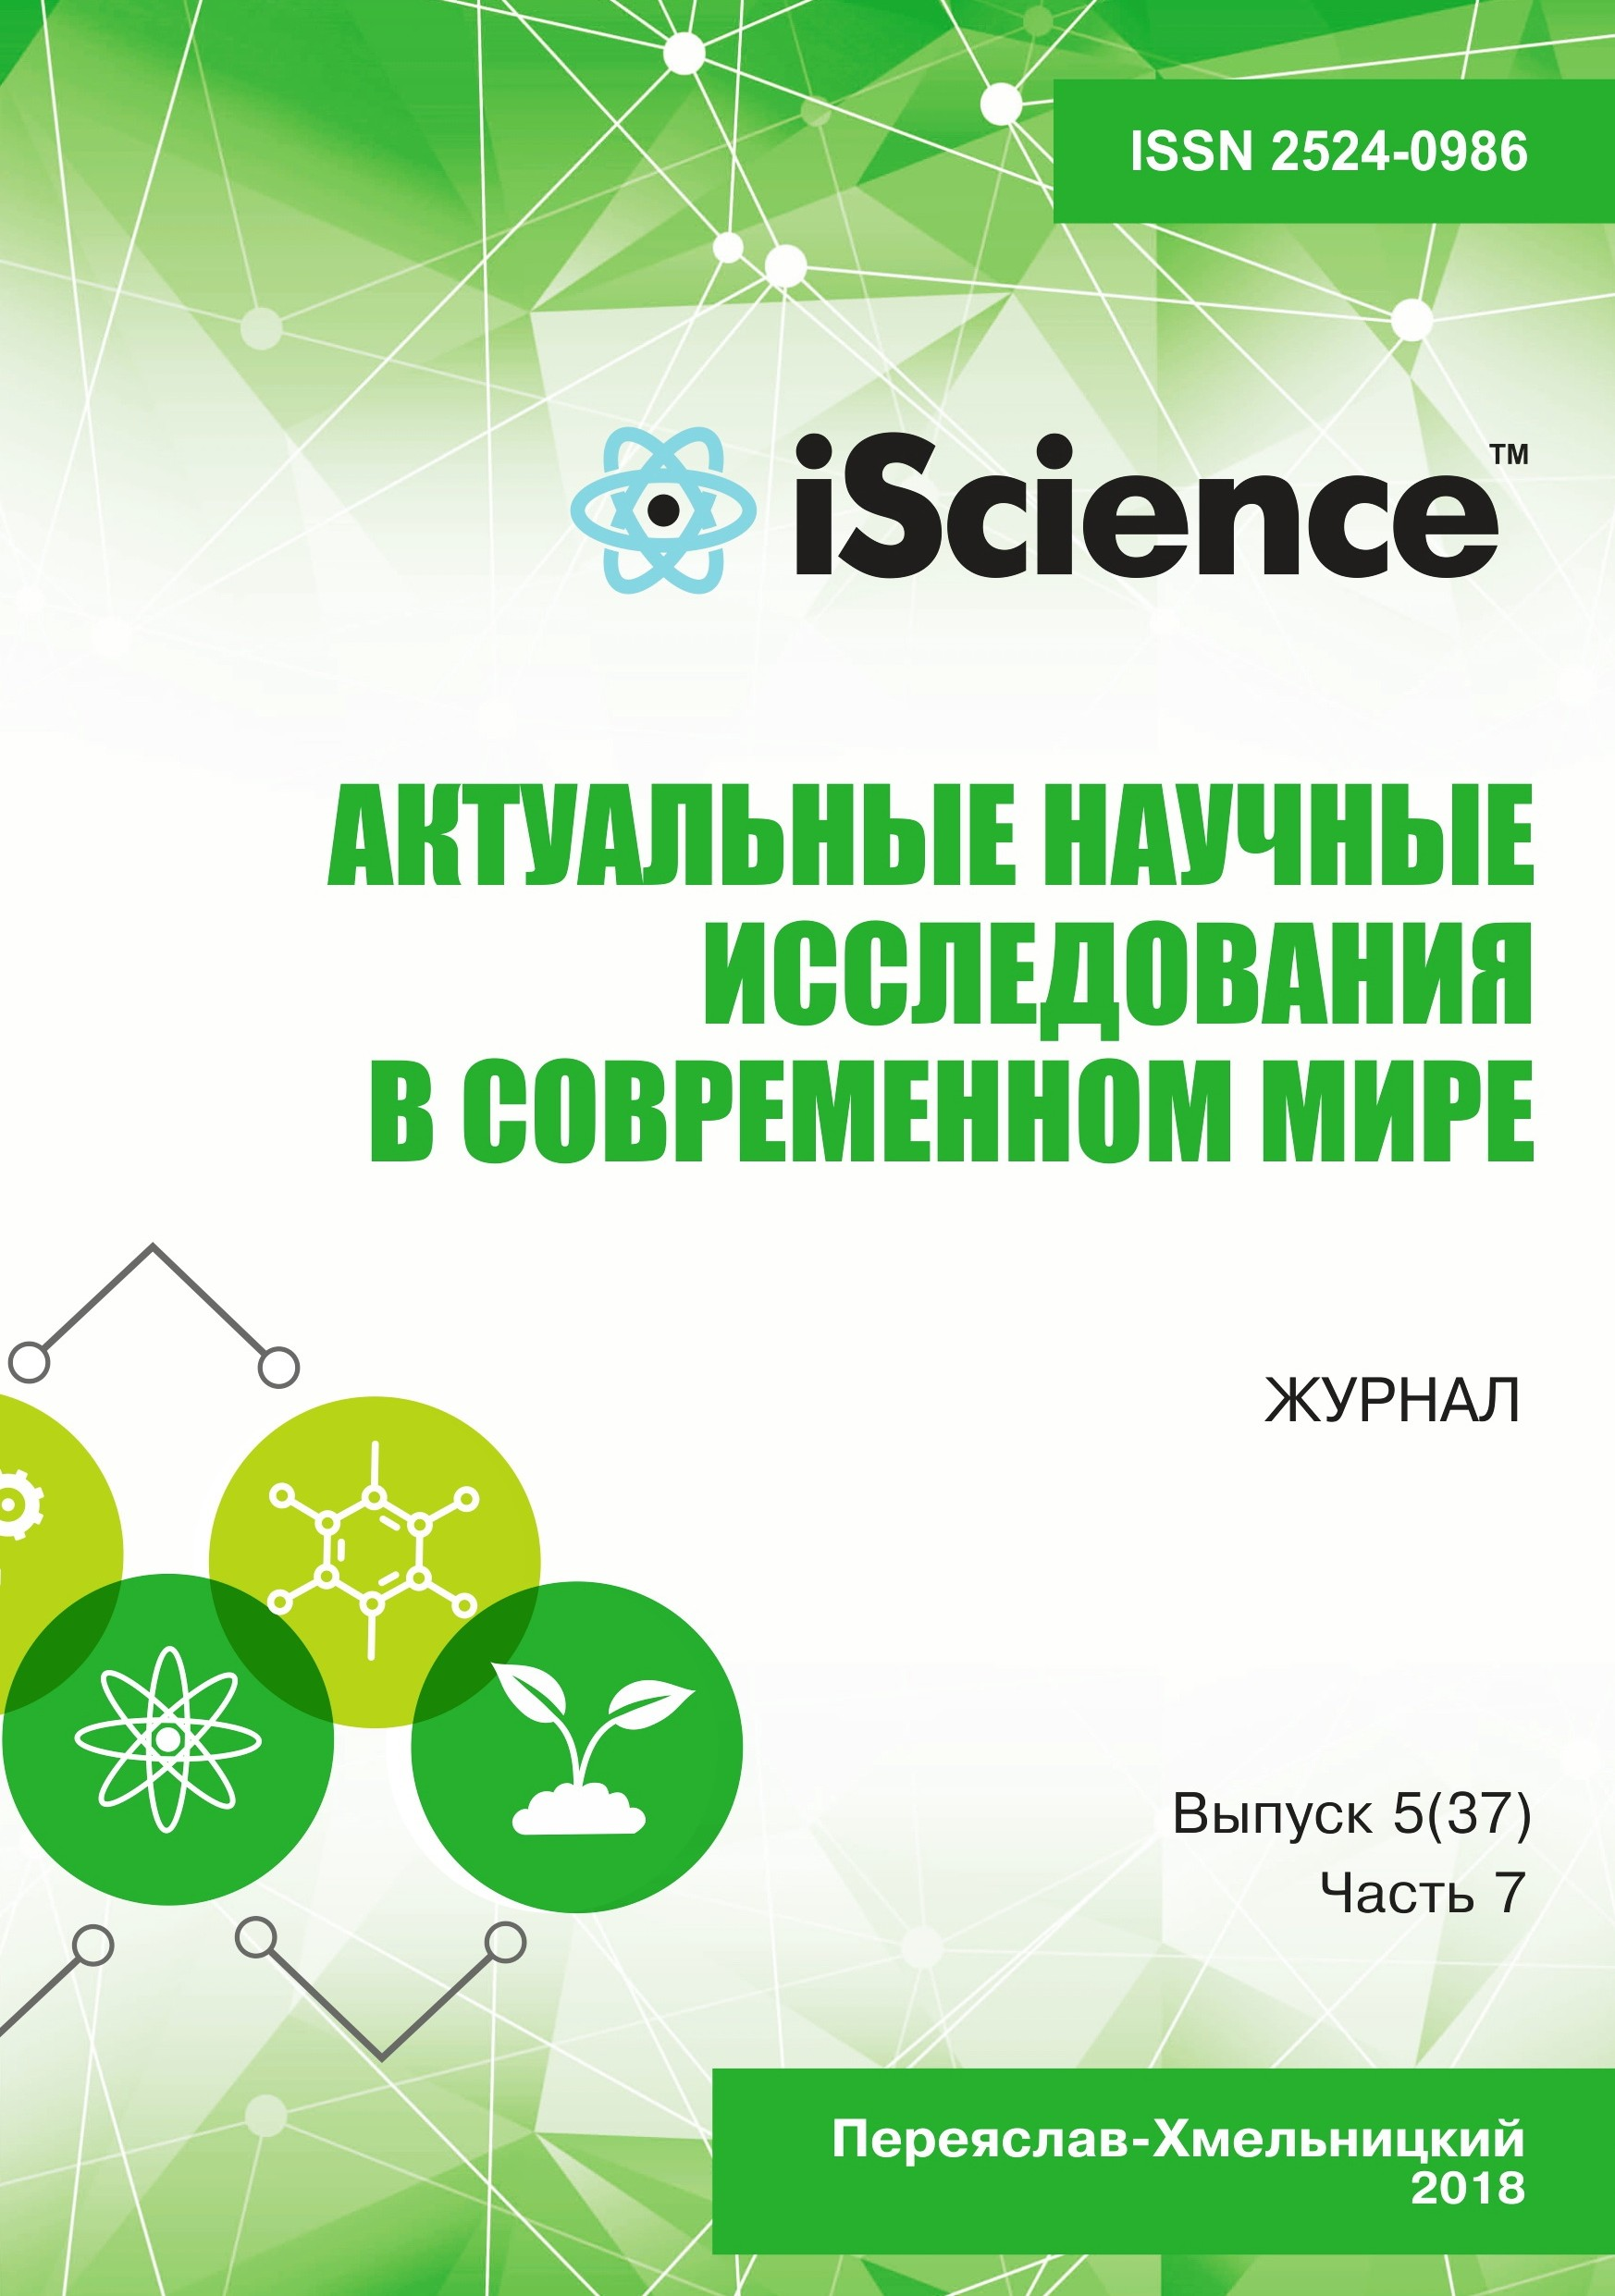 ISSN 2524-0986
iScience™
АКТУАЛЬНЫЕ НАУЧНЫЕ
ИССЛЕДОВАНИЯ
В СОВРЕМЕННОМ МИРЕ
ЖУРНАЛ
Выпуск 5(37)
Часть 7
Переяслав-Хмельницкий
2018